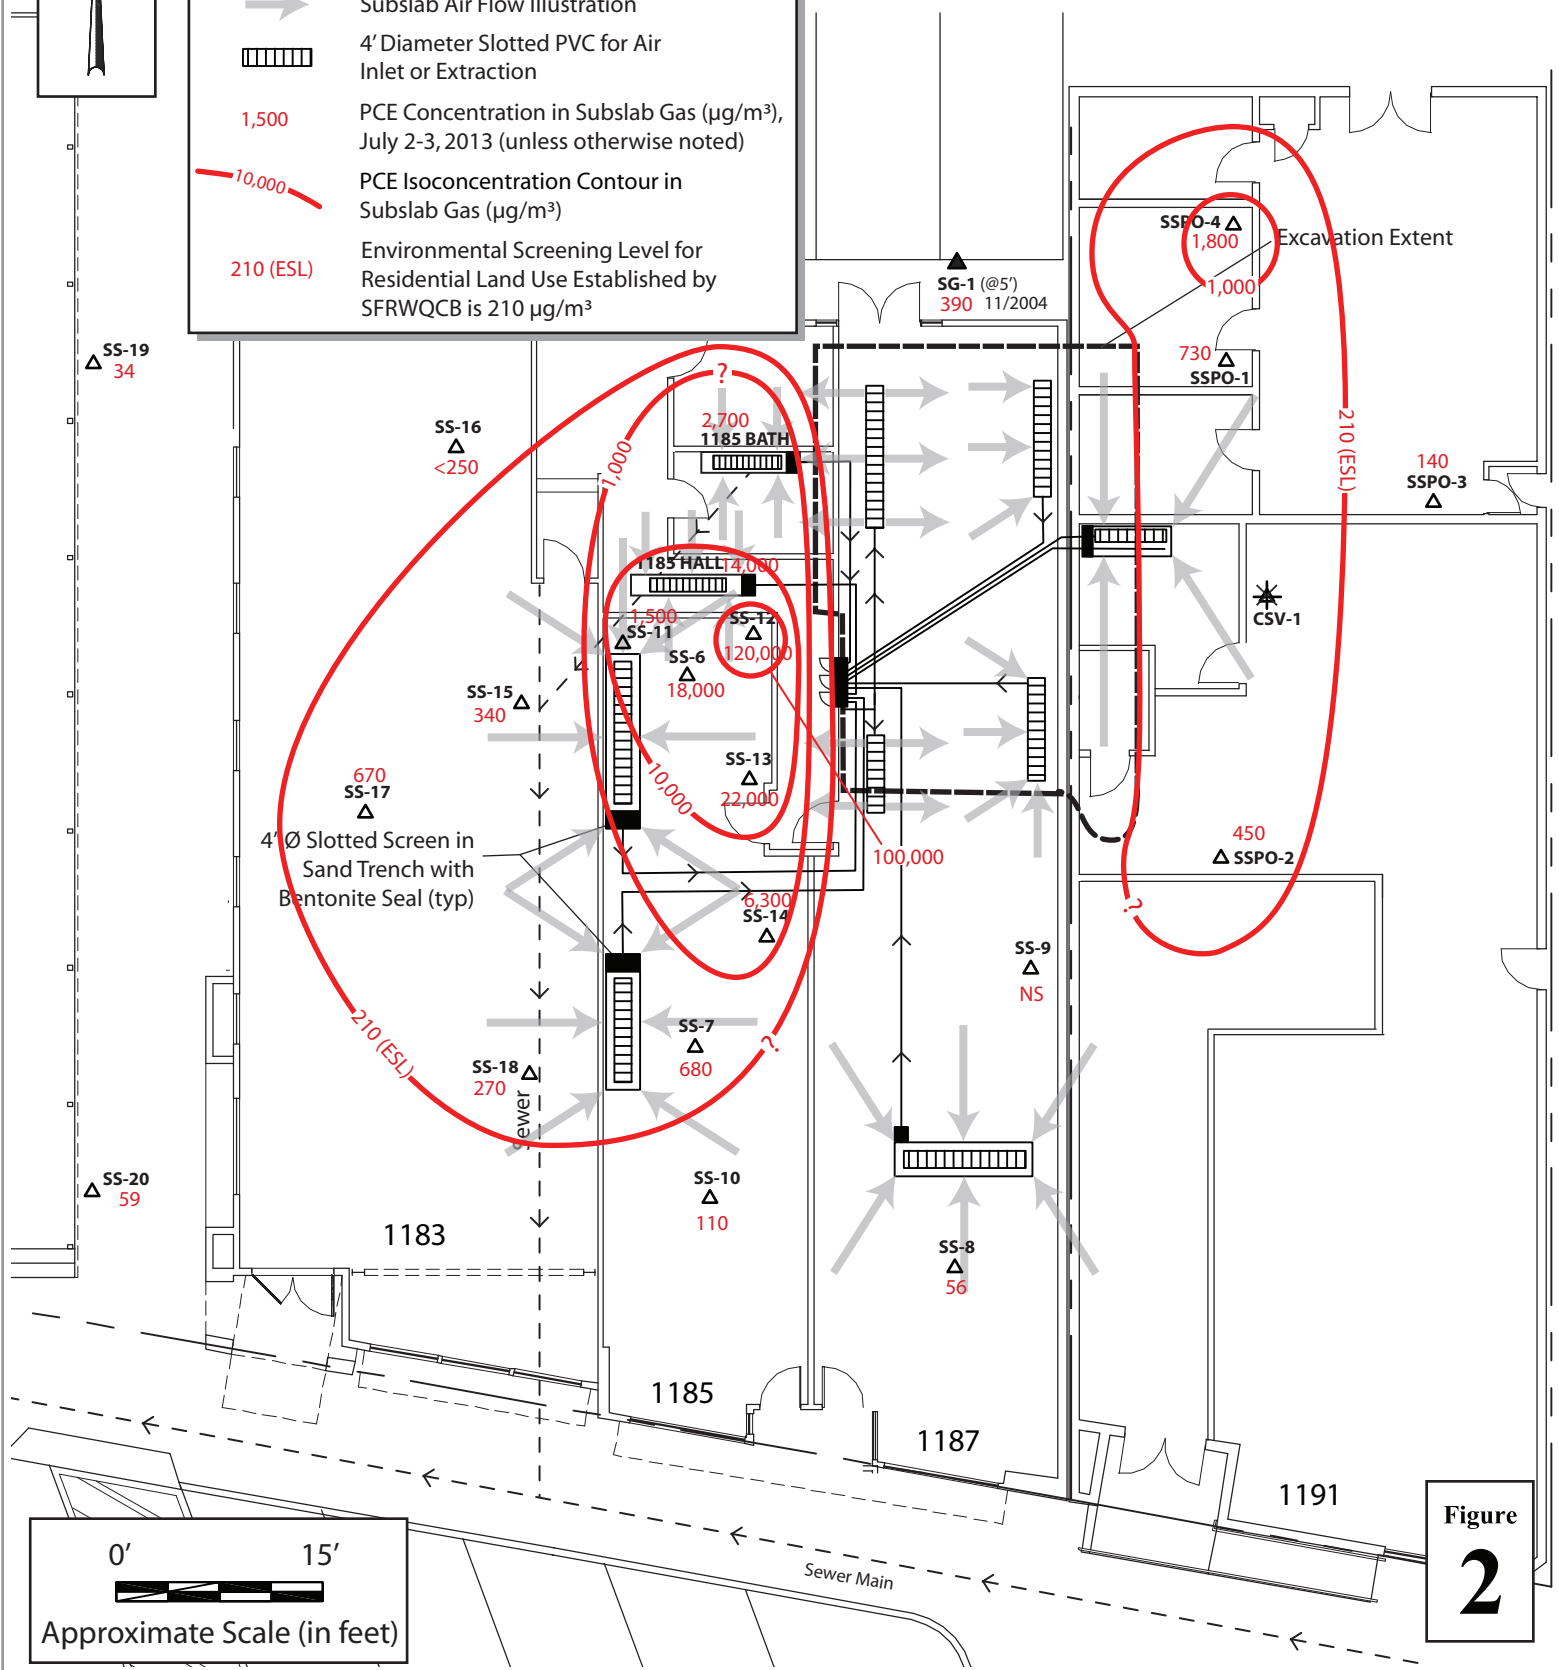 Subslab Air Flow Illustration
4’ Diameter Slotted PVC for Air
Inlet or Extraction
1,500
PCE Concentration in Subslab Gas (µg/m³),
July 2-3, 2013 (unless otherwise noted)
10,000
PCE Isoconcentration Contour in
Subslab Gas (µg/m³)
210 (ESL)
Environmental Screening Level for
Residential Land Use Established by
SFRWQCB is 210 µg/m³
SSPO-4
1,800
Excavation Extent
1,000
SG-1 (@5’)
390 11/2004
730
SSPO-1
SS-19
34
SS-16
<250
?
2,700
1185 BATH
1,000
210 (ESL)
140
SSPO-3
1185 HALL
14,000
1,500
SS-11
SS-12
120,000
CSV-1
SS-6
18,000
SS-15
340
SS-13
22,000
10,000
670
SS-17
4’ Ø Slotted Screen in
Sand Trench with
Bentonite Seal (typ)
100,000
450
SSPO-2
?
6,300
SS-14
SS-9
NS
210 (ESL)
SS-7
680
?
SS-18
270
Sewer
SS-20
59
SS-10
110
SS-8
56
1183
1185
1187
1191
Sewer Main
0’ 15’
Approximate Scale (in feet)
Figure
2